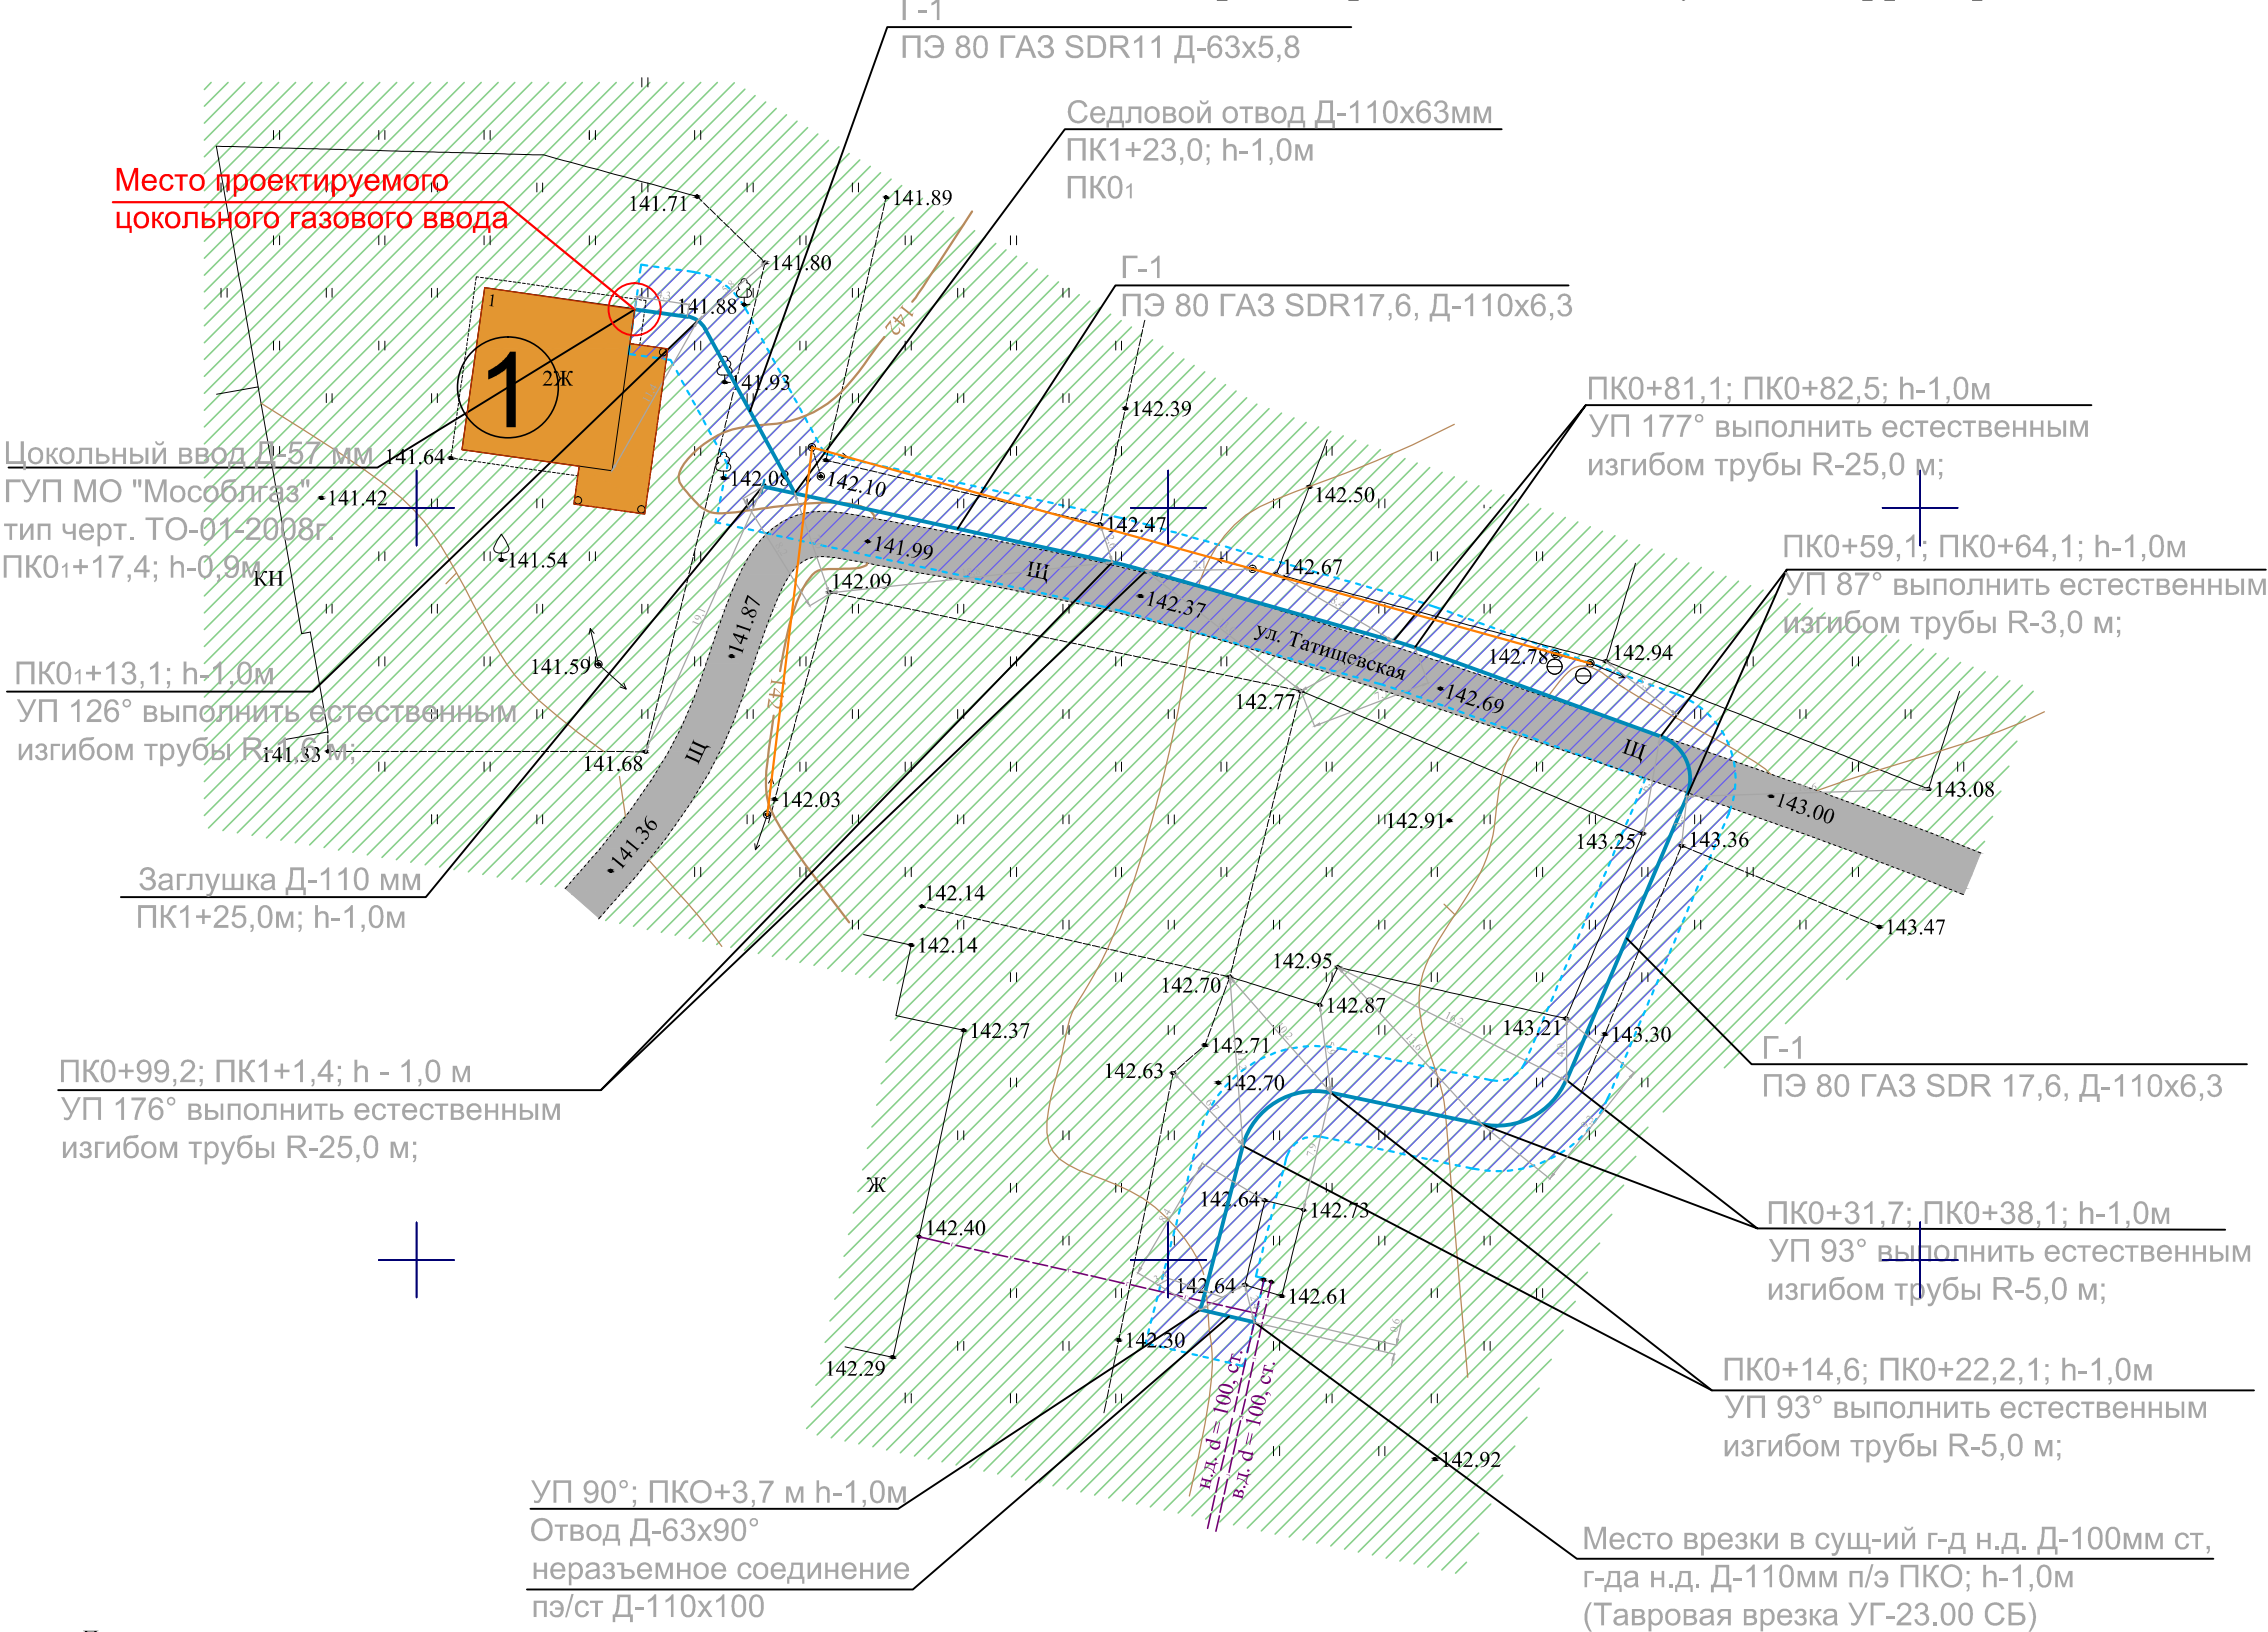 Г-1
ПЭ 80 ГАЗ SDR11 Д-63х5,8
Седловой отвод Д-110х63мм
ПК1+23,0; h-1,0м
ПК0₁
Место проектируемого
цокольного газового ввода
Г-1
ПЭ 80 ГАЗ SDR17,6, Д-110х6,3
ПК0+81,1; ПК0+82,5; h-1,0м
УП 177° выполнить естественным
изгибом трубы R-25,0 м;
ПК0+59,1; ПК0+64,1; h-1,0м
УП 87° выполнить естественным
изгибом трубы R-3,0 м;
Цокольный ввод Д-57 мм
ГУП МО "Мособлгаз"
тип черт. ТО-01-2008г.
ПК0₁+17,4; h-0,9м
ПК0₁+13,1; h-1,0м
УП 126° выполнить естественным
изгибом трубы R-1,6 м;
Заглушка Д-110 мм
ПК1+25,0м; h-1,0м
ПК0+99,2; ПК1+1,4; h - 1,0 м
УП 176° выполнить естественным
изгибом трубы R-25,0 м;
Г-1
ПЭ 80 ГАЗ SDR 17,6, Д-110х6,3
ПК0+31,7; ПК0+38,1; h-1,0м
УП 93° выполнить естественным
изгибом трубы R-5,0 м;
ПК0+14,6; ПК0+22,2,1; h-1,0м
УП 93° выполнить естественным
изгибом трубы R-5,0 м;
УП 90°; ПКО+3,7 м h-1,0м
Отвод Д-63х90°
неразъемное соединение
пэ/ст Д-110х100
Место врезки в сущ-ий г-д н.д. Д-100мм ст,
г-да н.д. Д-110мм п/э ПКО; h-1,0м
(Тавровая врезка УГ-23.00 СБ)
141.71
141.89
141.80
141.88
142
1
1
2Ж
141.93
142.39
141.64
141.42
142.08
142.10
142.50
142.47
141.54
141.99
142.67
КН
142.09
Щ
142.37
141.87
ул. Татищевская
141.59
142.78
142.94
142.77
142.69
142
141.33
141.68
Щ
Щ
142.03
143.08
143.00
141.36
142.91
143.25
143.36
142.14
143.47
142.14
142.95
142.70
142.87
142.37
143.21
143.30
142.71
142.63
142.70
Ж
142.64
142.73
142.40
142.64
142.61
142.30
142.29
н.д. d = 100, ст.
в.д. d = 100, ст.
142.92